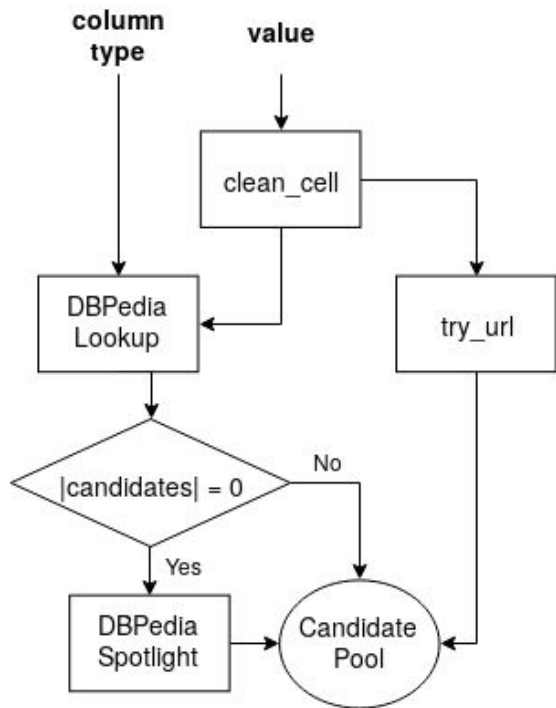 column
type
value
clean_cell
DBPedia
Lookup
try_url
|candidates| = 0
No
Yes
DBPedia
Spotlight
Candidate
Pool